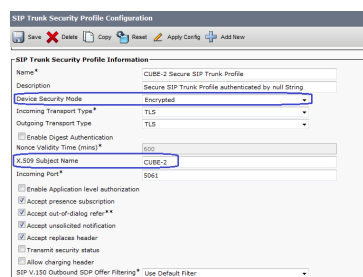 SIP Trunk Security Profile Configuration
Save Delete Copy Reset Apply Config Add New
SIP Trunk Security Profile Information
Name* CUBE-2 Secure SIP Trunk Profile
Description Secure SIP Trunk Profile authenticated by null String
Device Security Mode Encrypted
Incoming Transport Type* TLS
Outgoing Transport Type TLS
Enable Digest Authentication
Nonce Validity Time (mins)* 600
X.509 Subject Name CUBE-2
Incoming Port* 5061
Enable Application level authorization
Accept presence subscription
Accept out-of-dialog refer**
Accept unsolicited notification
Accept replaces header
Transmit security status
Allow charging header
SIP V.150 Outbound SDP Offer Filtering* Use Default Filter